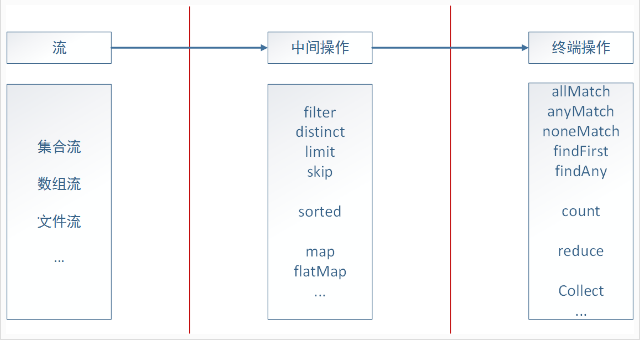 流
中间操作
终端操作
集合流
数组流
文件流
...
filter
distinct
limit
skip
sorted
map
flatMap
...
allMatch
anyMatch
noneMatch
findFirst
findAny
count
reduce
Collect
...